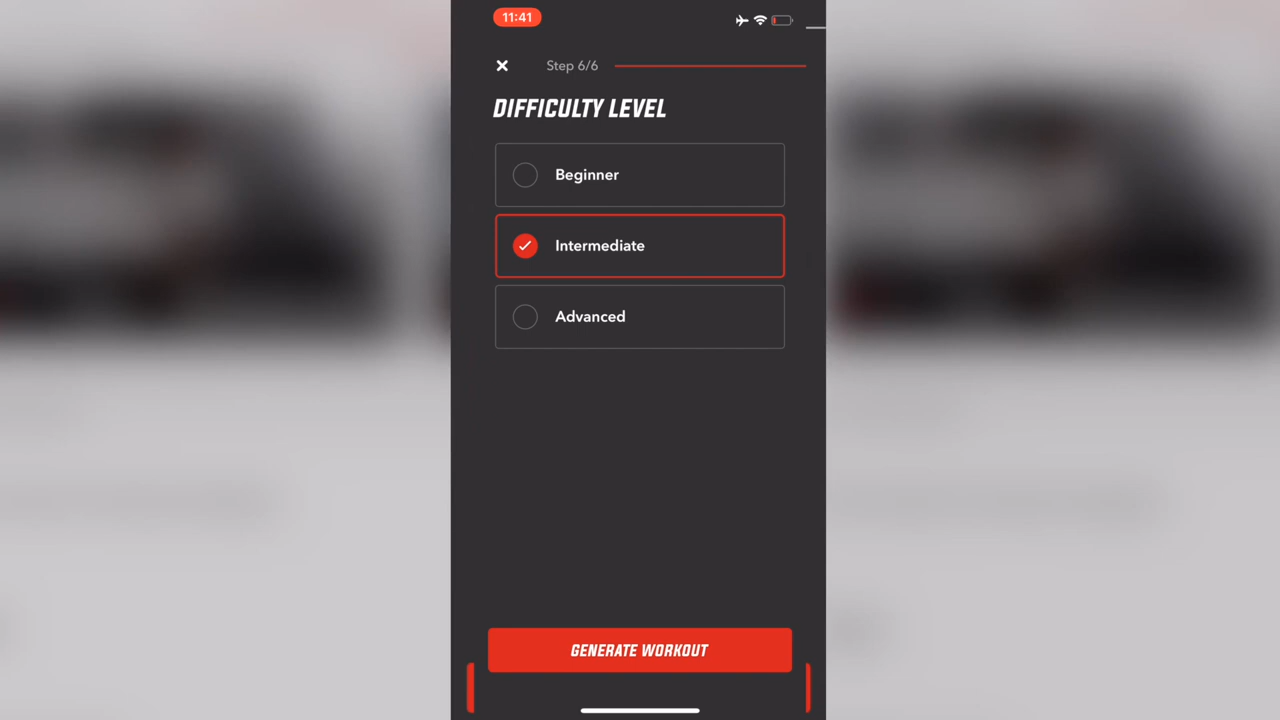 11:41
Step 6/6
DIFFICULTY LEVEL
Beginner
Intermediate
Advanced
GENERATE WORKOUT